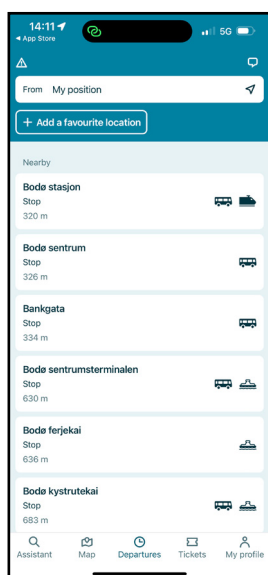 14:11
5G
◀ App Store
From My position
+ Add a favourite location
Nearby
Bodø stasjon
Stop
320 m
Bodø sentrum
Stop
326 m
Bankgata
Stop
334 m
Bodø sentrumsterminalen
Stop
630 m
Bodø ferjekai
Stop
636 m
Bodø kystrutekai
Stop
683 m
Assistant Map Departures Tickets My profile